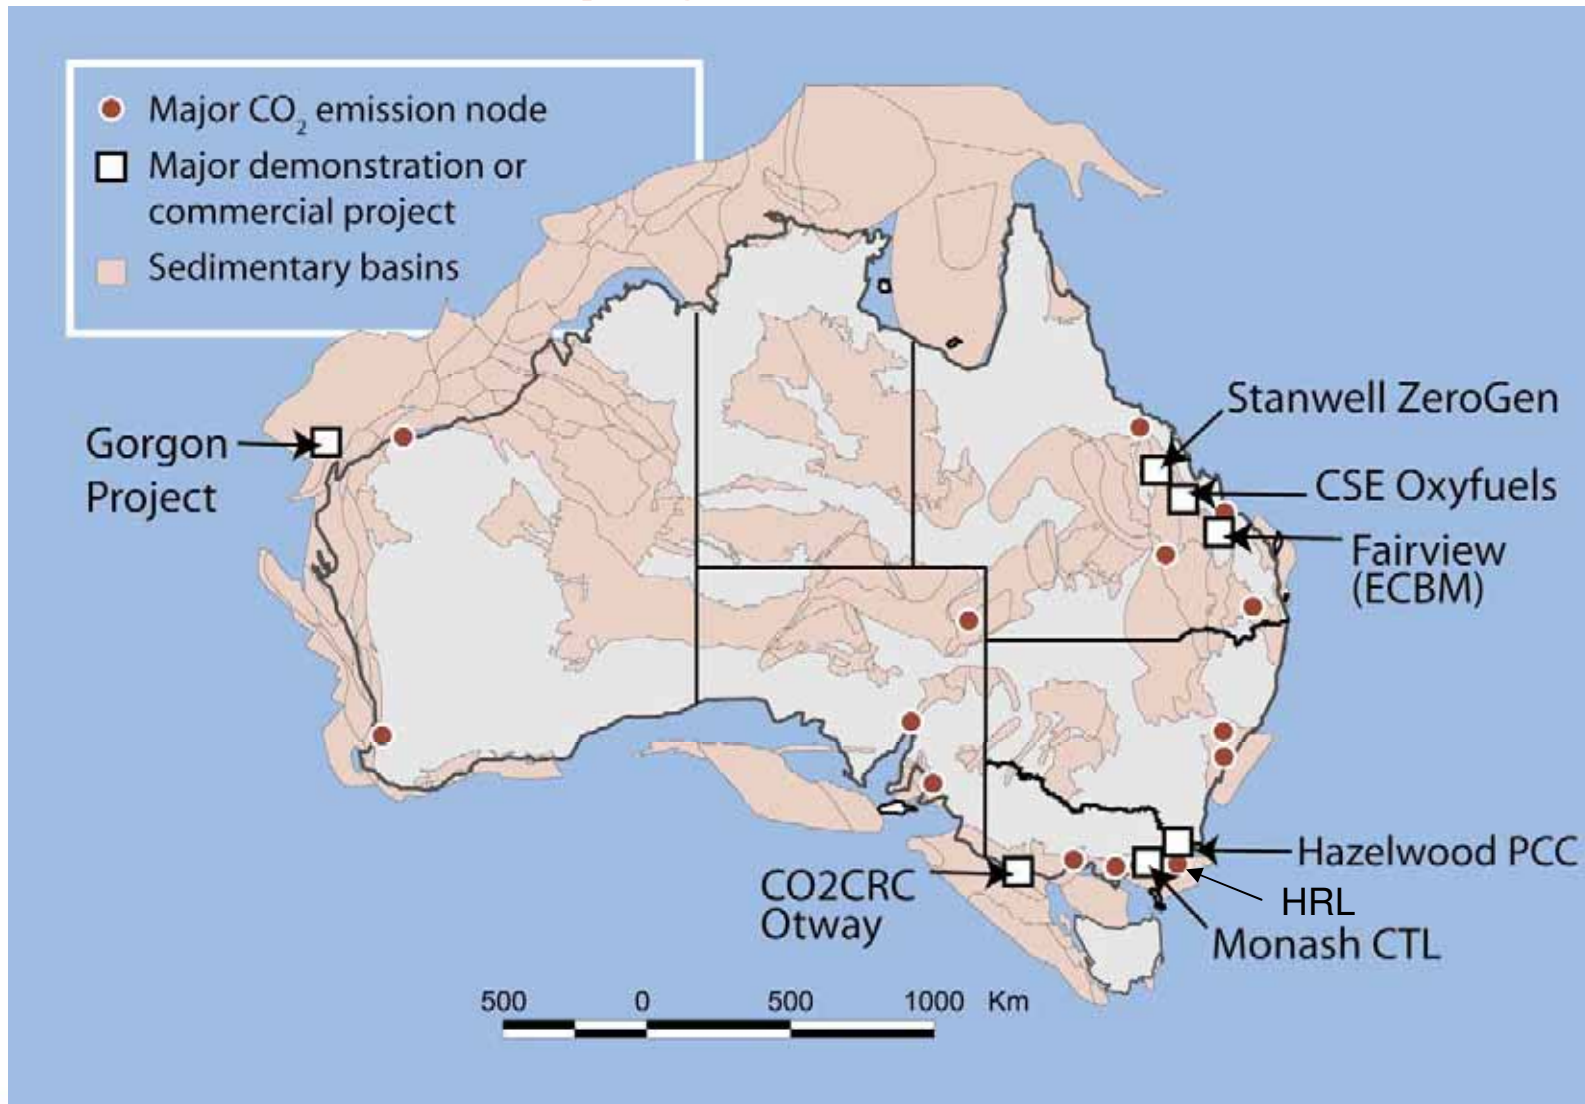 Major CO₂ emission node
Major demonstration or
commercial project
Sedimentary basins
Gorgon
Project
Stanwell ZeroGen
CSE Oxyfuels
Fairview
(ECBM)
Hazelwood PCC
HRL
Monash CTL
CO2CRC
Otway
500 0 500 1000 Km